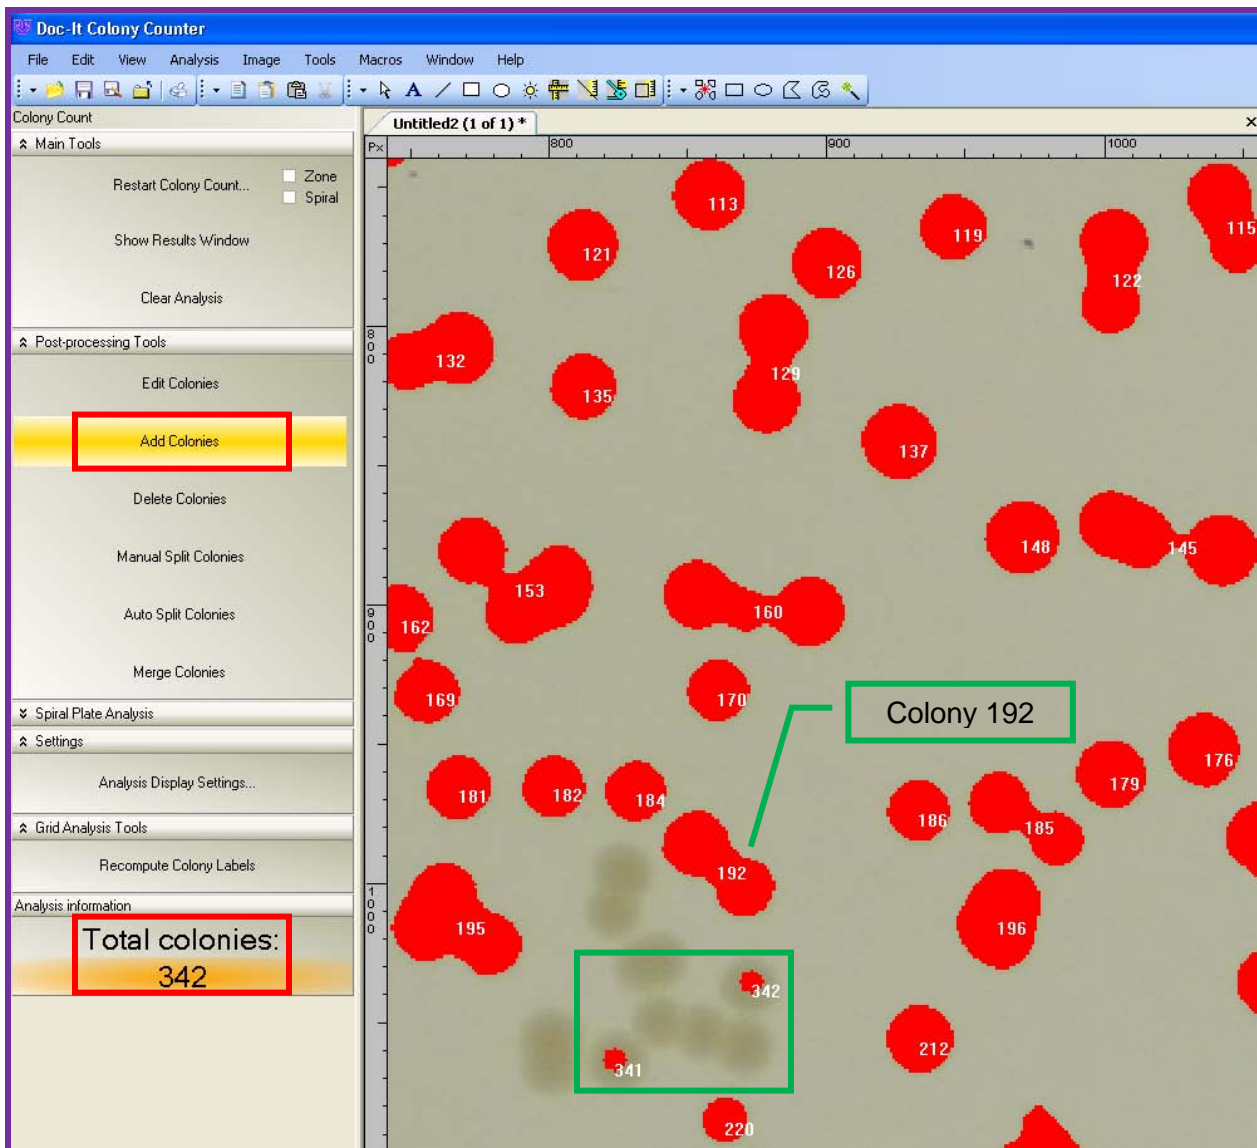 Doc-It Colony Counter
File Edit View Analysis Image Tools Macros Window Help
A
Colony Count
Main Tools
Restart Colony Count...
Zone
Spiral
Show Results Window
Clear Analysis
Post-processing Tools
Edit Colonies
Add Colonies
Delete Colonies
Manual Split Colonies
Auto Split Colonies
Merge Colonies
Spiral Plate Analysis
Settings
Analysis Display Settings...
Grid Analysis Tools
Recompute Colony Labels
Analysis information
Total colonies:
342
Untitled2 (1 of 1) *
Px 800 900 1000
113
115
119
121
126
122
800
132
129
135
137
148
145
153
900
160
162
169
170
Colony 192
176
179
181
182
184
186
185
192
1000
195
196
342
212
341
220